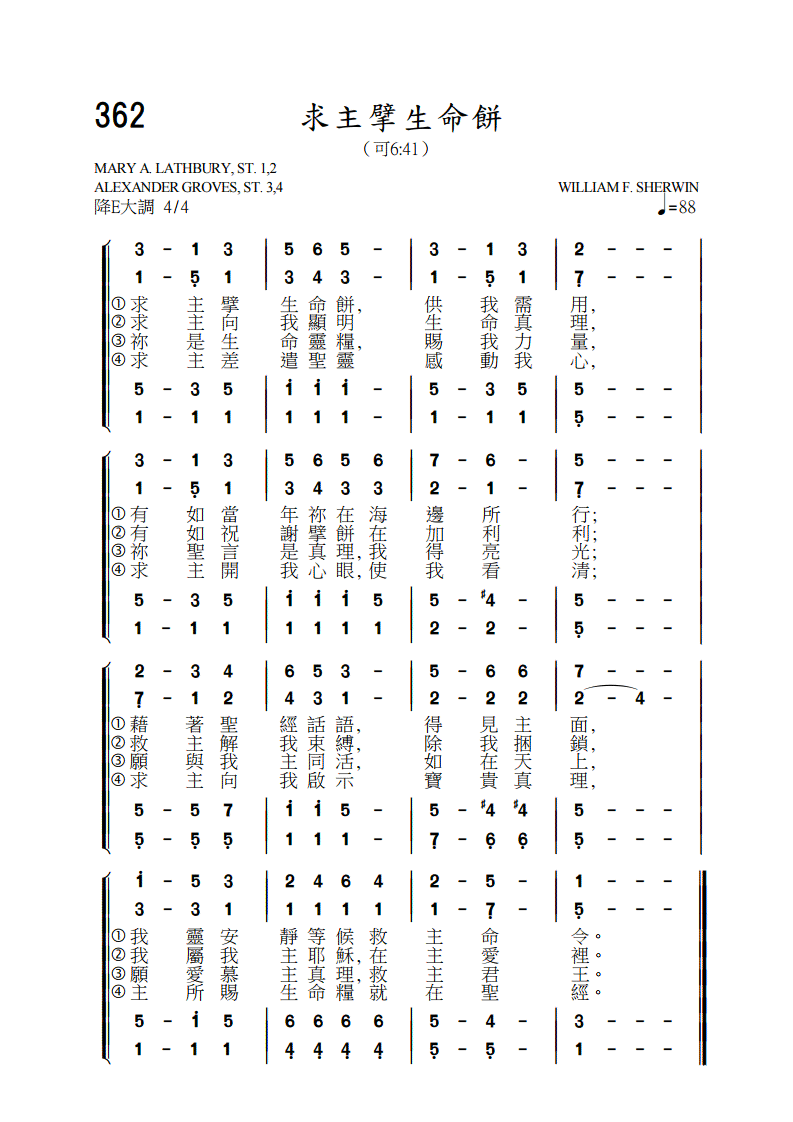 362 求主擘生命餅
（可6:41）
MARY A. LATHBURY, ST. 1,2
ALEXANDER GROVES, ST. 3,4 WILLIAM F. SHERWIN
降E大調 4/4 ♩=88
3 - 1 3 | 5 6 5 - | 3 - 1 3 | 2 - - - |
1 - 5̣ 1 | 3 4 3 - | 1 - 5̣ 1 | 7̣ - - - |
①求 主擘 生命餅， 供 我需 用，
②求 主向 我顯明 生 命真 理，
③祢 是生 命靈糧， 賜 我力 量，
④求 主差 遣聖靈 感 動我 心，
5 - 3 5 | i i i - | 5 - 3 5 | 5 - - - |
1 - 1 1 | 1 1 1 - | 1 - 1 1 | 5̣ - - - |
3 - 1 3 | 5 6 5 6 | 7 - 6 - | 5 - - - |
1 - 5̣ 1 | 3 4 3 3 | 2 - 1 - | 7̣ - - - |
①有 如當 年祢在海 邊 所 行；
②有 如祝 謝擘餅在 加 利 利；
③祢 聖言 是真理，我 得 亮 光；
④求 主開 我心眼，使 我 看 清；
5 - 3 5 | i i i 5 | 5 - ♯4 - | 5 - - - |
1 - 1 1 | 1 1 1 1 | 2 - 2 - | 5̣ - - - |
2 - 3 4 | 6 5 3 - | 5 - 6 6 | 7 - - - |
7̣ - 1 2 | 4 3 1 - | 2 - 2 2 | 2 - 4 - |
①藉 著聖 經話語， 得 見主 面，
②救 主解 我束縛， 除 我捆 鎖，
③願 與我 主同活， 如 在天 上，
④求 主向 我啟示 寶 貴真 理，
5 - 5 7 | i i 5 - | 5 - ♯4 ♯4 | 5 - - - |
5̣ - 5̣ 5̣ | 1 1 1 - | 7̣ - 6̣ 6̣ | 5̣ - - - |
i - 5 3 | 2 4 6 4 | 2 - 5 - | 1 - - - ‖
3 - 3 1 | 1 1 1 1 | 1 - 7̣ - | 5̣ - - - ‖
①我 靈安 靜等候救 主 命 令。
②我 屬我 主耶穌，在 主 愛 裡。
③願 愛慕 主真理，救 主 君 王。
④主 所賜 生命糧就 在 聖 經。
5 - i 5 | 6 6 6 6 | 5 - 4 - | 3 - - - ‖
1 - 1 1 | 4̣ 4̣ 4̣ 4̣ | 5̣ - 5̣ - | 1 - - - ‖